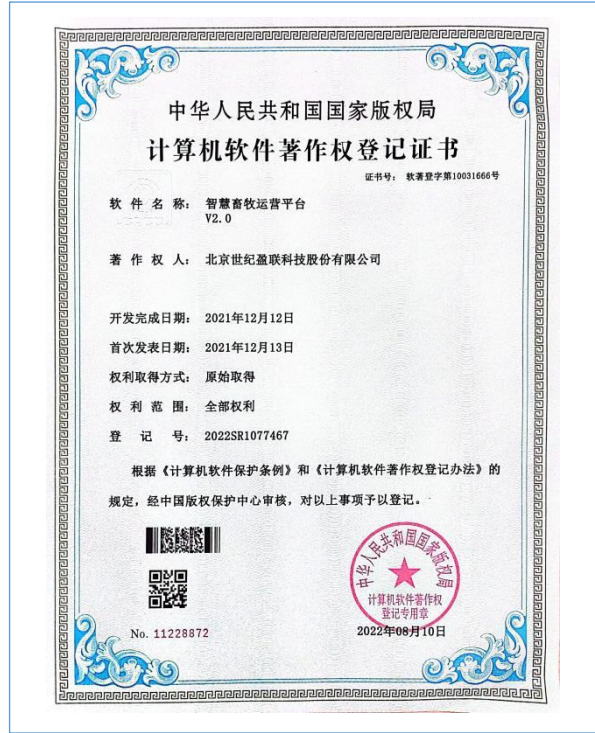 中华人民共和国国家版权局
计算机软件著作权登记证书
证书号： 软著登字第10031666号
软件名称： 智慧畜牧运营平台
V2.0
著作权人： 北京世纪盈联科技股份有限公司
开发完成日期： 2021年12月12日
首次发表日期： 2021年12月13日
权利取得方式： 原始取得
权利范围： 全部权利
登记号： 2022SR1077467
根据《计算机软件保护条例》和《计算机软件著作权登记办法》的
规定，经中国版权保护中心审核，对以上事项予以登记。
中华人民共和国国家版权局
计算机软件著作权
登记专用章
No. 11228872
2022年08月10日